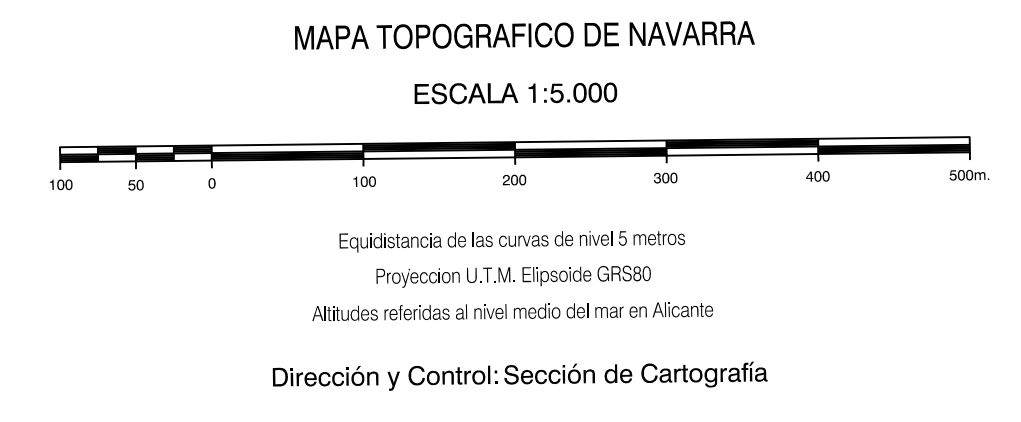 MAPA TOPOGRAFICO DE NAVARRA
ESCALA 1:5.000
100 50 0 100 200 300 400 500m.
Equidistancia de las curvas de nivel 5 metros
Proyeccion U.T.M. Elipsoide GRS80
Altitudes referidas al nivel medio del mar en Alicante
Dirección y Control: Sección de Cartografía